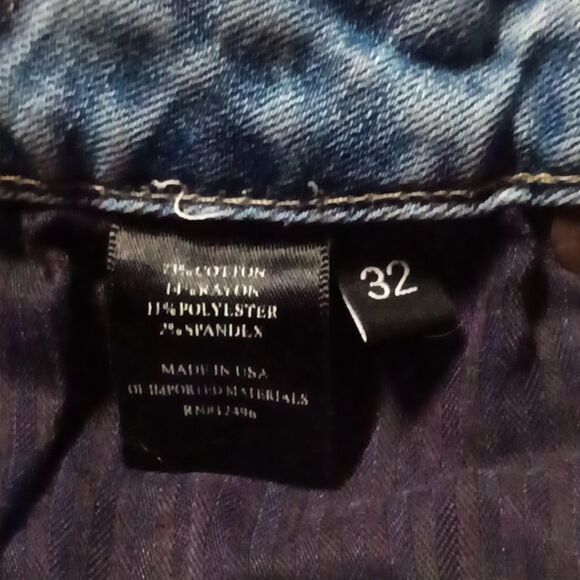 73% COTTON
14% RAYON
11% POLYESTER
2% SPANDEX
MADE IN USA
OF IMPORTED MATERIALS
32